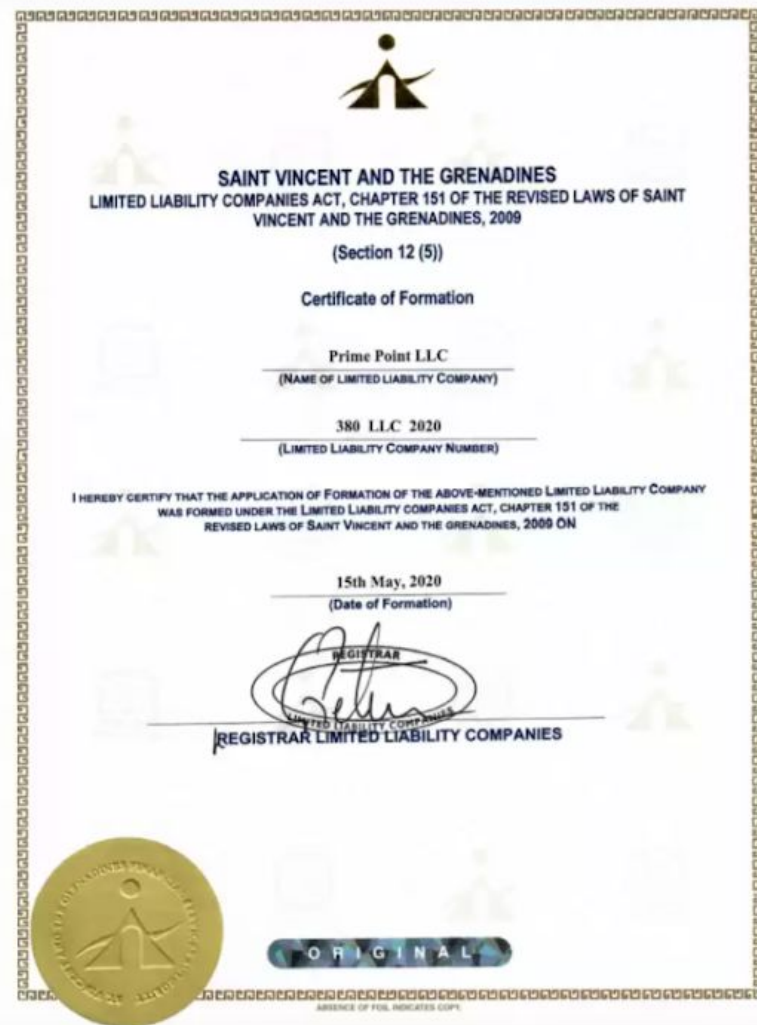 SAINT VINCENT AND THE GRENADINES
LIMITED LIABILITY COMPANIES ACT, CHAPTER 151 OF THE REVISED LAWS OF SAINT
VINCENT AND THE GRENADINES, 2009
(Section 12 (5))
Certificate of Formation
Prime Point LLC
(NAME OF LIMITED LIABILITY COMPANY)
380 LLC 2020
(LIMITED LIABILITY COMPANY NUMBER)
I HEREBY CERTIFY THAT THE APPLICATION OF FORMATION OF THE ABOVE-MENTIONED LIMITED LIABILITY COMPANY
WAS FORMED UNDER THE LIMITED LIABILITY COMPANIES ACT, CHAPTER 151 OF THE
REVISED LAWS OF SAINT VINCENT AND THE GRENADINES, 2009 ON
15th May, 2020
(Date of Formation)
REGISTRAR
LIMITED LIABILITY COMPANIES
REGISTRAR LIMITED LIABILITY COMPANIES
ORIGINAL
ABSENCE OF FOIL INDICATES COPY.